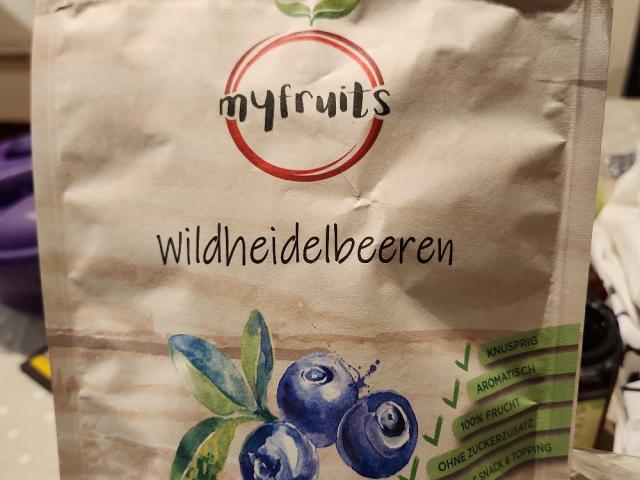 myfruits
Wildheidelbeeren
KNUSPRIG
AROMATISCH
100% FRUCHT
OHNE ZUCKERZUSATZ
SNACK & TOPPING